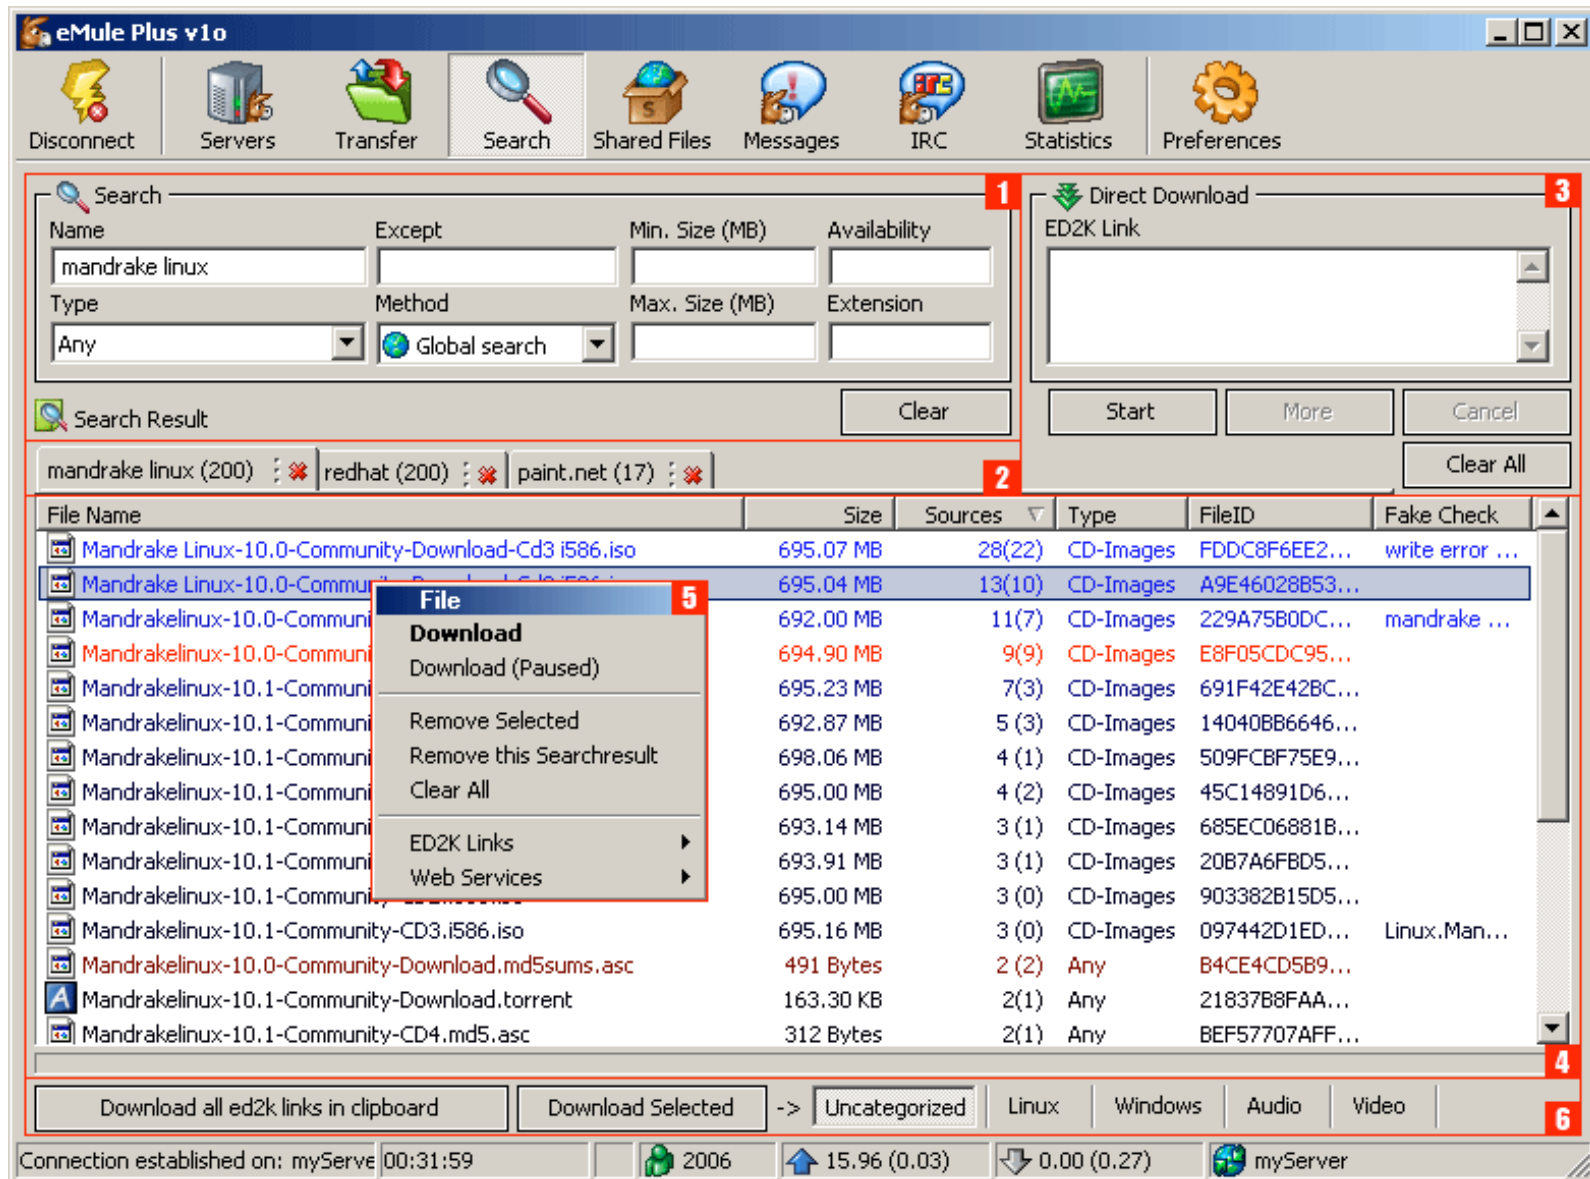 eMule Plus v1o
Disconnect Servers Transfer Search Shared Files Messages IRC Statistics Preferences
Search 1
Name Except Min. Size (MB) Availability
mandrake linux
Type Method Max. Size (MB) Extension
Any Global search
Search Result Clear
Direct Download 3
ED2K Link
Start More Cancel
Clear All
mandrake linux (200) redhat (200) paint.net (17) 2
File Name Size Sources Type FileID Fake Check
Mandrake Linux-10.0-Community-Download-Cd3 i586.iso 695.07 MB 28(22) CD-Images FDDC8F6EE2... write error ...
Mandrake Linux-10.0-Commu 695.04 MB 13(10) CD-Images A9E46028B53...
Mandrakelinux-10.0-Communi 692.00 MB 11(7) CD-Images 229A75B0DC... mandrake ...
Mandrakelinux-10.0-Communi 694.90 MB 9(9) CD-Images E8F05CDC95...
Mandrakelinux-10.1-Communi 695.23 MB 7(3) CD-Images 691F42E42BC...
Mandrakelinux-10.1-Communi 692.87 MB 5 (3) CD-Images 14040BB6646...
Mandrakelinux-10.1-Communi 698.06 MB 4 (1) CD-Images 509FCBF75E9...
Mandrakelinux-10.1-Communi 695.00 MB 4 (2) CD-Images 45C14891D6...
Mandrakelinux-10.1-Communi 693.14 MB 3 (1) CD-Images 685EC06881B...
Mandrakelinux-10.1-Communi 693.91 MB 3 (1) CD-Images 20B7A6FBD5...
Mandrakelinux-10.1-Communi 695.00 MB 3 (0) CD-Images 903382B15D5...
Mandrakelinux-10.1-Community-CD3.i586.iso 695.16 MB 3 (0) CD-Images 097442D1ED... Linux.Man...
Mandrakelinux-10.0-Community-Download.md5sums.asc 491 Bytes 2 (2) Any B4CE4CD5B9...
Mandrakelinux-10.1-Community-Download.torrent 163.30 KB 2(1) Any 21837B8FAA...
Mandrakelinux-10.1-Community-CD4.md5.asc 312 Bytes 2(1) Any BEF57707AFF...
File 5
Download
Download (Paused)
Remove Selected
Remove this Searchresult
Clear All
ED2K Links
Web Services
4
Download all ed2k links in clipboard Download Selected -> Uncategorized Linux Windows Audio Video 6
Connection established on: myServe 00:31:59 2006 15.96 (0.03) 0.00 (0.27) myServer